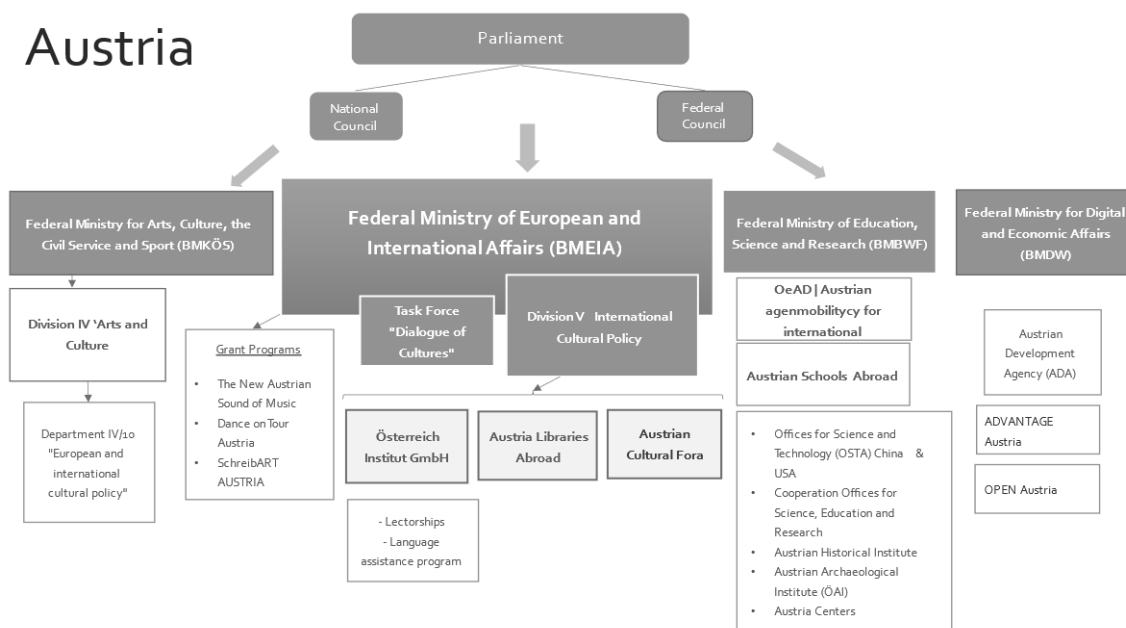 Austria
Parliament
National
Council
Federal
Council
Federal Ministry for Arts, Culture, the
Civil Service and Sport (BMKÖS)
Federal Ministry of European and
International Affairs (BMEIA)
Federal Ministry of Education,
Science and Research (BMBWF)
Federal Ministry for Digital
and Economic Affairs
(BMDW)
Division IV ‘Arts and
Culture
Department IV/10
"European and
international
cultural policy"
Grant Programs
• The New Austrian
Sound of Music
• Dance on Tour
Austria
• SchreibART
AUSTRIA
Task Force
"Dialogue of
Cultures"
Division V International
Cultural Policy
Österreich
Institut GmbH
Austria Libraries
Abroad
Austrian
Cultural Fora
- Lectorships
- Language
assistance program
OeAD | Austrian
agenmobilitycy for
international
Austrian Schools Abroad
• Offices for Science and
Technology (OSTA) China &
USA
• Cooperation Offices for
Science, Education and
Research
• Austrian Historical Institute
• Austrian Archaeological
Institute (ÖAI)
• Austria Centers
Austrian
Development
Agency (ADA)
ADVANTAGE
Austria
OPEN Austria